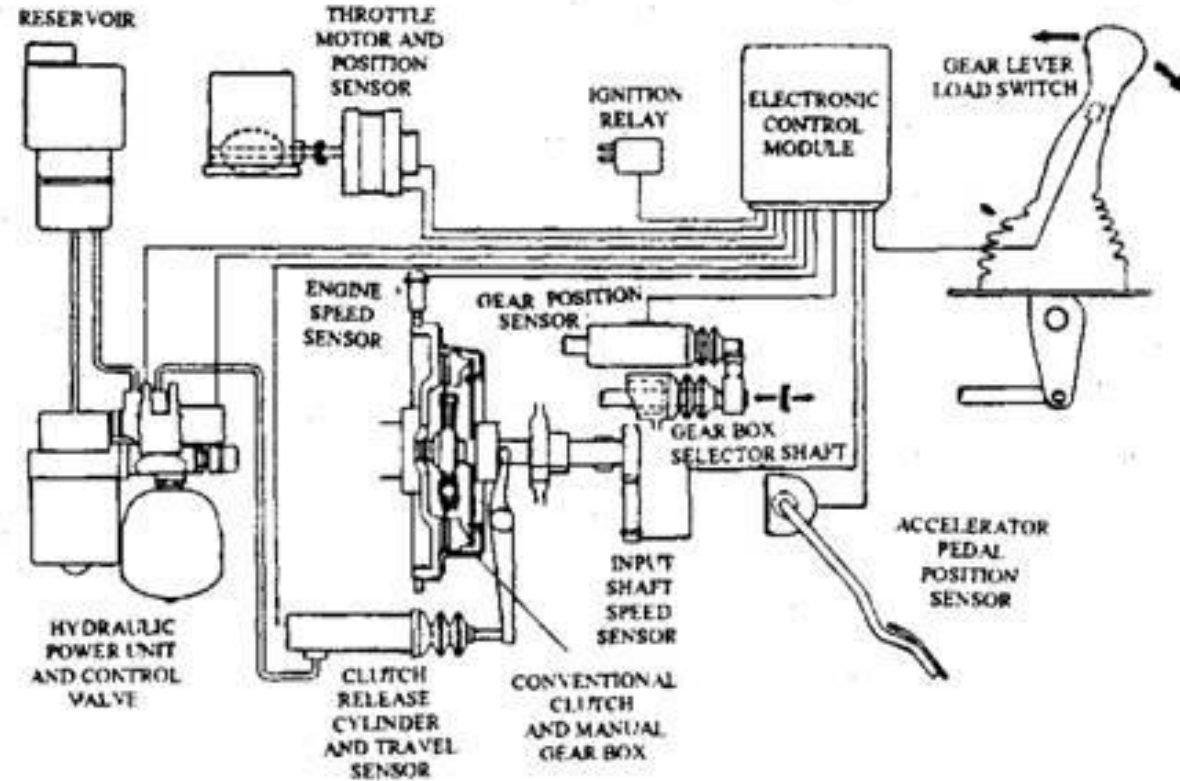 RESERVOIR
THROTTLE
MOTOR AND
POSITION
SENSOR
IGNITION
RELAY
ELECTRONIC
CONTROL
MODULE
GEAR LEVER
LOAD SWITCH
ENGINE
SPEED
SENSOR
GEAR POSITION
SENSOR
GEAR BOX
SELECTOR SHAFT
ACCELERATOR
PEDAL
POSITION
SENSOR
INPUT
SHAFT
SPEED
SENSOR
HYDRAULIC
POWER UNIT
AND CONTROL
VALVE
CLUTCH
RELEASE
CYLINDER
AND TRAVEL
SENSOR
CONVENTIONAL
CLUTCH
AND MANUAL
GEAR BOX